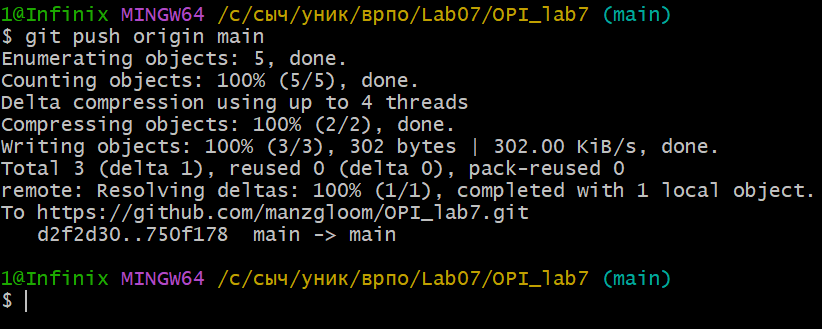 1@Infinix MINGW64 /c/сыч/уник/врпо/Lab07/OPI_lab7 (main)
$ git push origin main
Enumerating objects: 5, done.
Counting objects: 100% (5/5), done.
Delta compression using up to 4 threads
Compressing objects: 100% (2/2), done.
Writing objects: 100% (3/3), 302 bytes | 302.00 KiB/s, done.
Total 3 (delta 1), reused 0 (delta 0), pack-reused 0
remote: Resolving deltas: 100% (1/1), completed with 1 local object.
To https://github.com/manzgloom/OPI_lab7.git
   d2f2d30..750f178  main -> main

1@Infinix MINGW64 /c/сыч/уник/врпо/Lab07/OPI_lab7 (main)
$